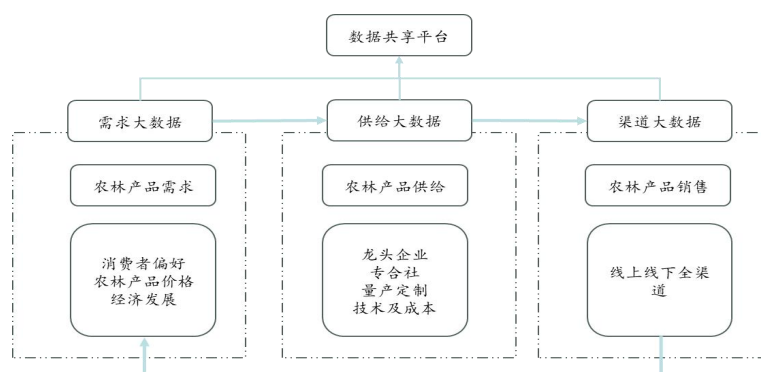 数据共享平台
需求大数据
供给大数据
渠道大数据
农林产品需求
农林产品供给
农林产品销售
消费者偏好
农林产品价格
经济发展
龙头企业
专合社
量产定制
技术及成本
线上线下全渠
道